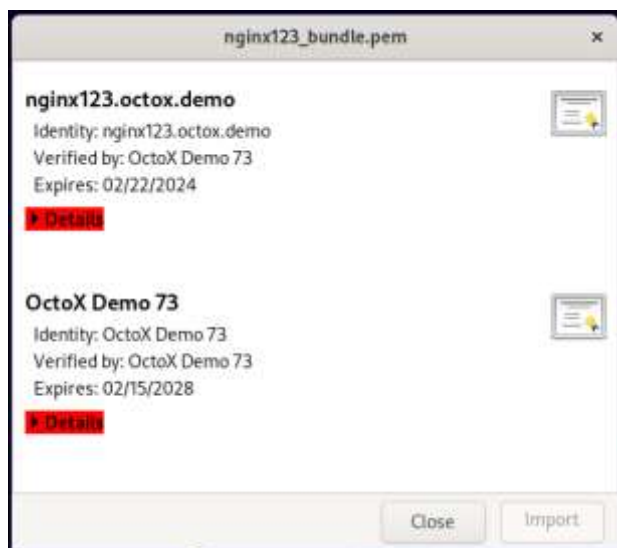 nginx123_bundle.pem ×
nginx123.octox.demo
Identity: nginx123.octox.demo
Verified by: OctoX Demo 73
Expires: 02/22/2024
Details
OctoX Demo 73
Identity: OctoX Demo 73
Verified by: OctoX Demo 73
Expires: 02/15/2028
Details
Close Import